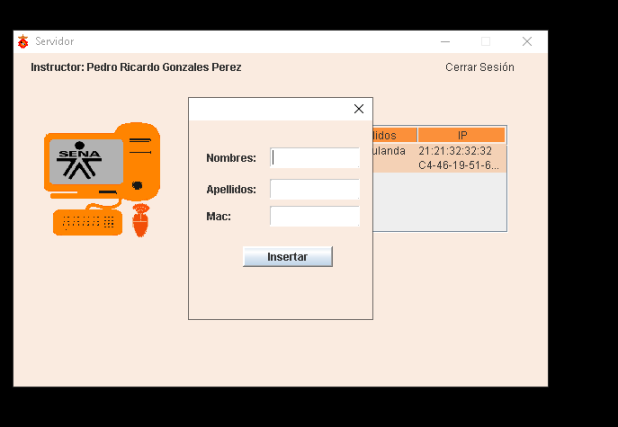 Servidor
Instructor: Pedro Ricardo Gonzales Perez
Cerrar Sesión
SENA
lidos IP
ulanda 21:21:32:32:32
C4-46-19-51-6...
Nombres:
Apellidos:
Mac:
Insertar